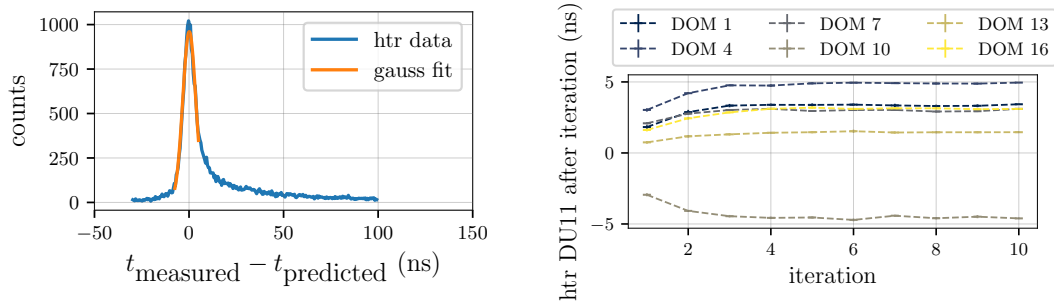 1000
750
500
250
0
counts
htr data
gauss fit
−50
0
50
100
150
t_measured − t_predicted (ns)
htr DU11 after iteration (ns)
DOM 1
DOM 4
DOM 7
DOM 10
DOM 13
DOM 16
5
0
−5
2
4
6
8
10
iteration